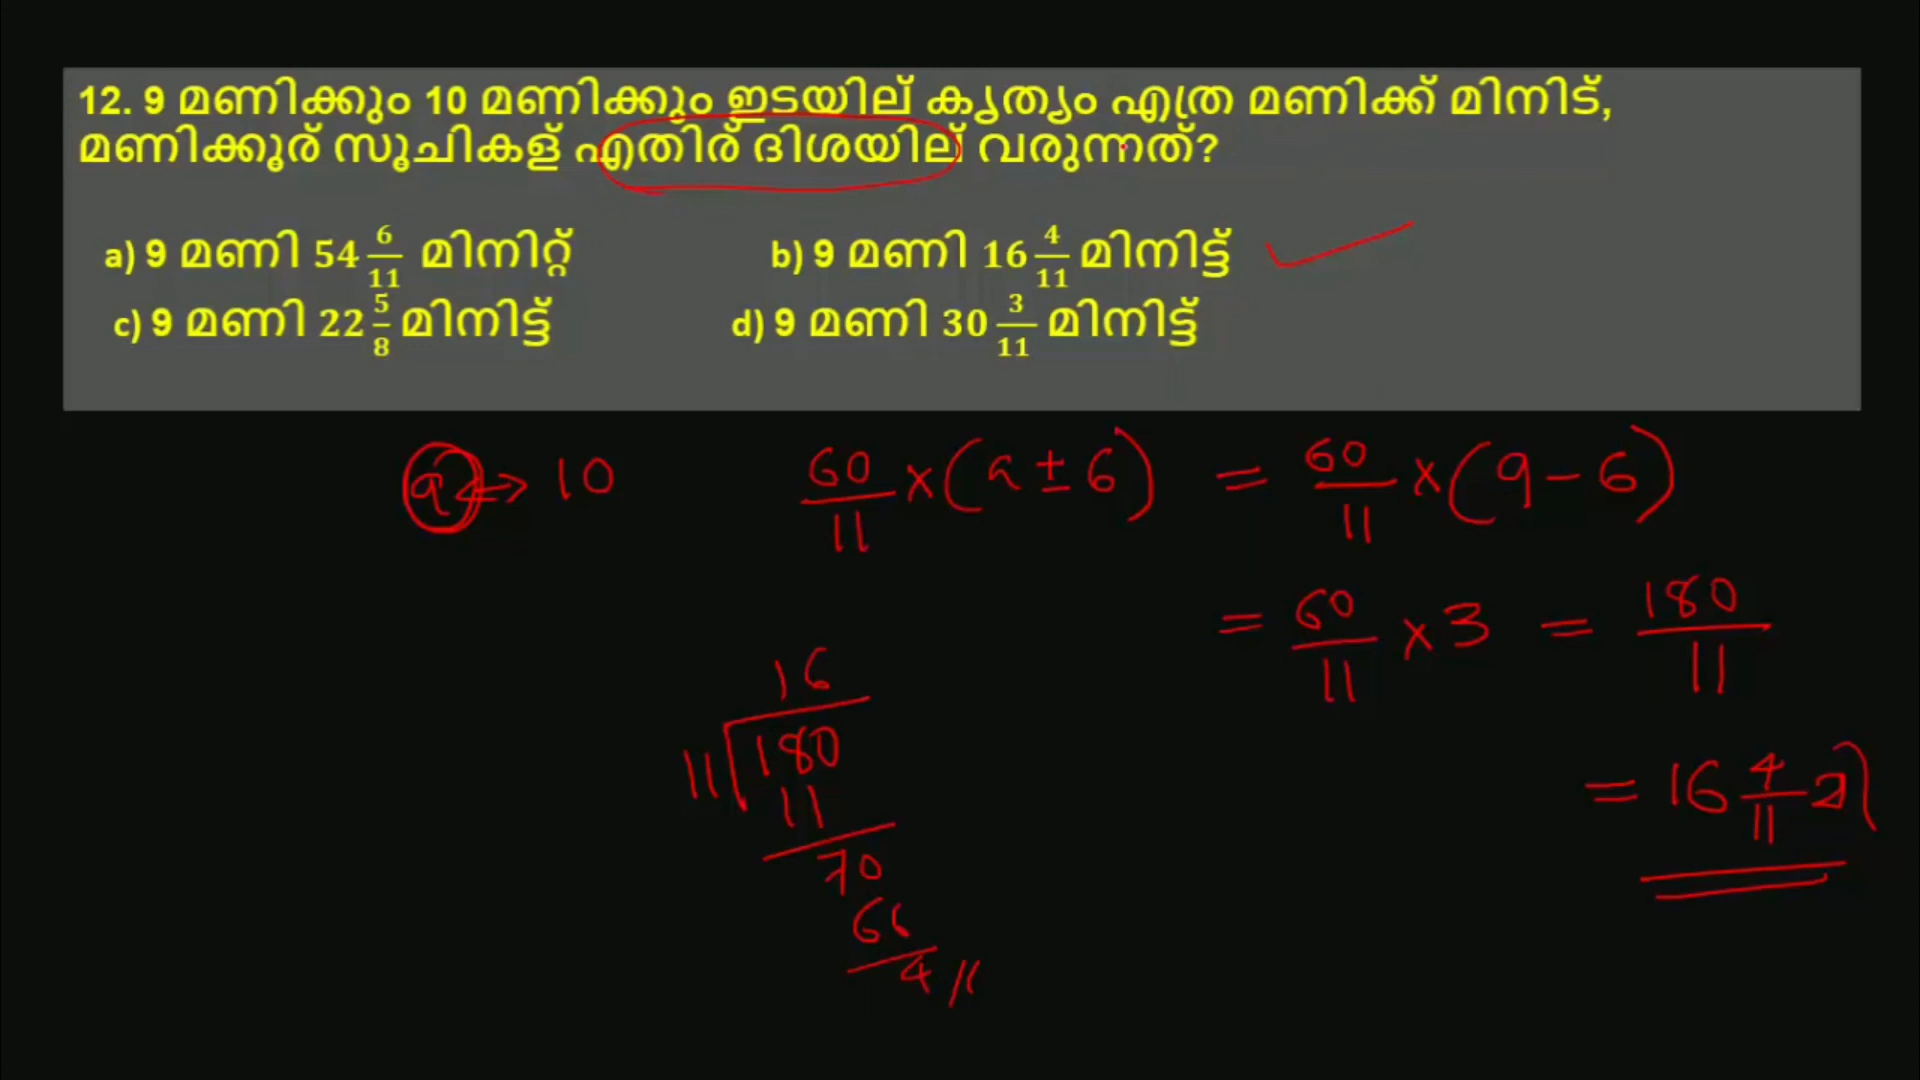 12. 9 മണിക്കും 10 മണിക്കും ഇടയില് കൃത്യം എത്ര മണിക്ക് മിനിട്,
മണിക്കൂര് സൂചികള് എതിര് ദിശയില് വരുന്നത്?
a) 9 മണി 54 6/11 മിനിറ്റ് b) 9 മണി 16 4/11 മിനിട്ട്
c) 9 മണി 22 5/8 മിനിട്ട് d) 9 മണി 30 3/11 മിനിട്ട്
9 → 10 60/11 × (a ± 6) = 60/11 × (9 - 6)
= 60/11 × 3 = 180/11
= 16 4/11
16
11 180
11
70
66
4